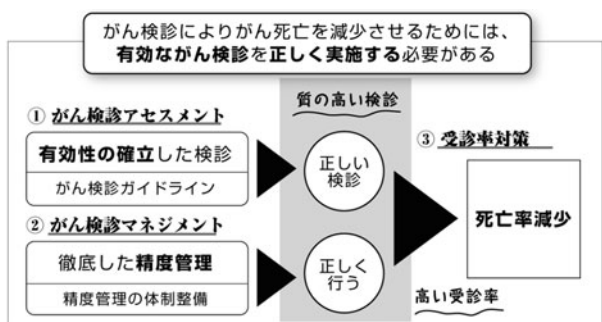 がん検診によりがん死亡を減少させるためには、
有効ながん検診を正しく実施する必要がある
質の高い検診
① がん検診アセスメント
有効性の確立した検診
がん検診ガイドライン
正しい
検診
③ 受診率対策
死亡率減少
② がん検診マネジメント
徹底した精度管理
精度管理の体制整備
正しく
行う
高い受診率